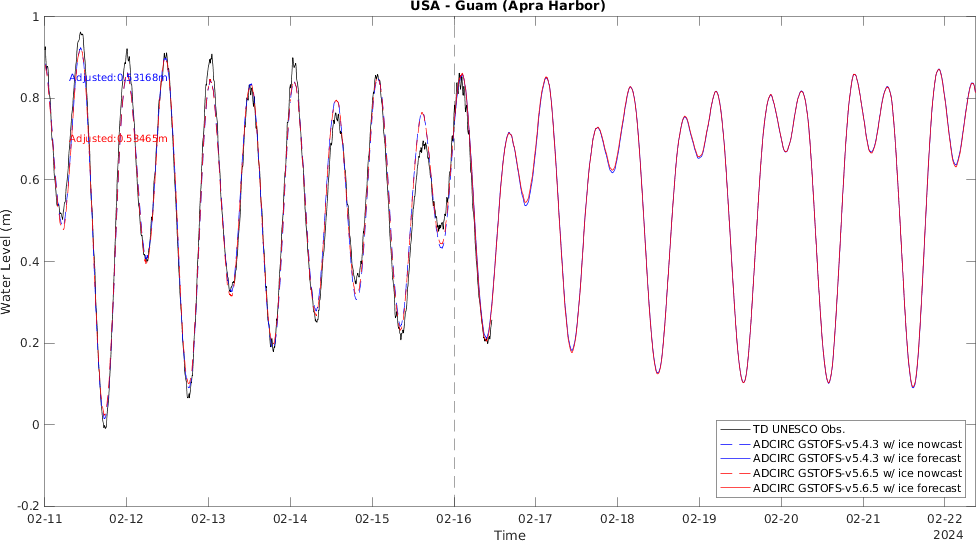 USA - Guam (Apra Harbor)
1
0.8
0.6
0.4
0.2
0
-0.2
Water Level (m)
Adjusted:0.53168m
Adjusted:0.53465m
TD UNESCO Obs.
ADCIRC GSTOFS-v5.4.3 w/ ice nowcast
ADCIRC GSTOFS-v5.4.3 w/ ice forecast
ADCIRC GSTOFS-v5.6.5 w/ ice nowcast
ADCIRC GSTOFS-v5.6.5 w/ ice forecast
02-11 02-12 02-13 02-14 02-15 02-16 02-17 02-18 02-19 02-20 02-21 02-22
Time
2024